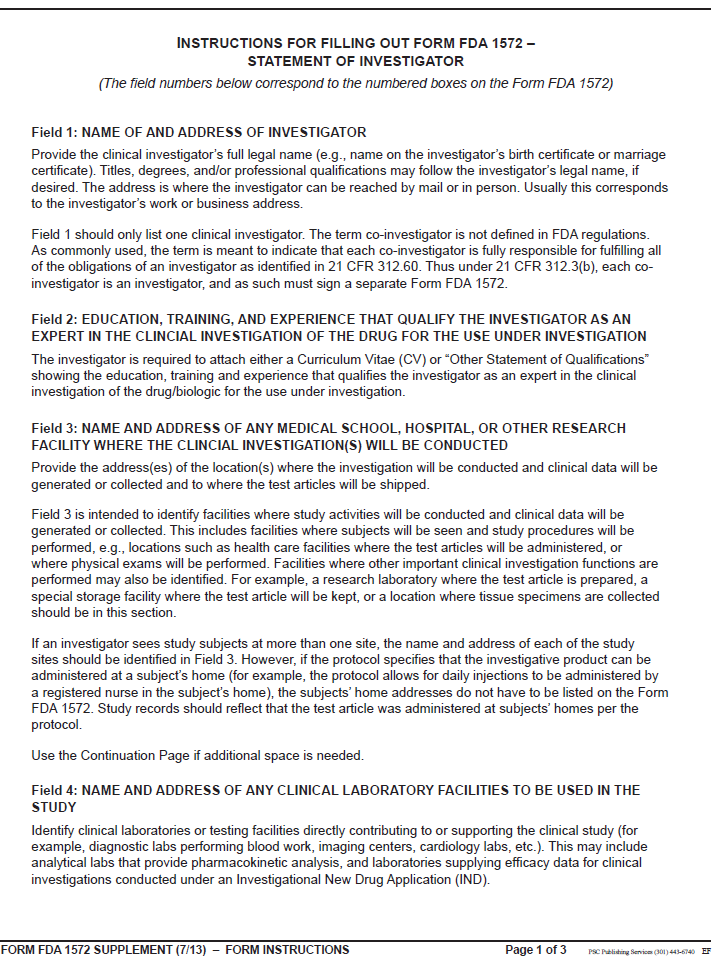 INSTRUCTIONS FOR FILLING OUT FORM FDA 1572 –
STATEMENT OF INVESTIGATOR
(The field numbers below correspond to the numbered boxes on the Form FDA 1572)
Field 1: NAME OF AND ADDRESS OF INVESTIGATOR
Provide the clinical investigator's full legal name (e.g., name on the investigator's birth certificate or marriage
certificate). Titles, degrees, and/or professional qualifications may follow the investigator's legal name, if
desired. The address is where the investigator can be reached by mail or in person. Usually this corresponds
to the investigator's work or business address.
Field 1 should only list one clinical investigator. The term co-investigator is not defined in FDA regulations.
As commonly used, the term is meant to indicate that each co-investigator is fully responsible for fulfilling all
of the obligations of an investigator as identified in 21 CFR 312.60. Thus under 21 CFR 312.3(b), each co-
investigator is an investigator, and as such must sign a separate Form FDA 1572.
Field 2: EDUCATION, TRAINING, AND EXPERIENCE THAT QUALIFY THE INVESTIGATOR AS AN
EXPERT IN THE CLINCIAL INVESTIGATION OF THE DRUG FOR THE USE UNDER INVESTIGATION
The investigator is required to attach either a Curriculum Vitae (CV) or “Other Statement of Qualifications”
showing the education, training and experience that qualifies the investigator as an expert in the clinical
investigation of the drug/biologic for the use under investigation.
Field 3: NAME AND ADDRESS OF ANY MEDICAL SCHOOL, HOSPITAL, OR OTHER RESEARCH
FACILITY WHERE THE CLINCIAL INVESTIGATION(S) WILL BE CONDUCTED
Provide the address(es) of the location(s) where the investigation will be conducted and clinical data will be
generated or collected and to where the test articles will be shipped.
Field 3 is intended to identify facilities where study activities will be conducted and clinical data will be
generated or collected. This includes facilities where subjects will be seen and study procedures will be
performed, e.g., locations such as health care facilities where the test articles will be administered, or
where physical exams will be performed. Facilities where other important clinical investigation functions are
performed may also be identified. For example, a research laboratory where the test article is prepared, a
special storage facility where the test article will be kept, or a location where tissue specimens are collected
should be in this section.
If an investigator sees study subjects at more than one site, the name and address of each of the study
sites should be identified in Field 3. However, if the protocol specifies that the investigative product can be
administered at a subject's home (for example, the protocol allows for daily injections to be administered by
a registered nurse in the subject's home), the subjects' home addresses do not have to be listed on the Form
FDA 1572. Study records should reflect that the test article was administered at subjects' homes per the
protocol.
Use the Continuation Page if additional space is needed.
Field 4: NAME AND ADDRESS OF ANY CLINICAL LABORATORY FACILITIES TO BE USED IN THE
STUDY
Identify clinical laboratories or testing facilities directly contributing to or supporting the clinical study (for
example, diagnostic labs performing blood work, imaging centers, cardiology labs, etc.). This may include
analytical labs that provide pharmacokinetic analysis, and laboratories supplying efficacy data for clinical
investigations conducted under an Investigational New Drug Application (IND).
FORM FDA 1572 SUPPLEMENT (7/13) – FORM INSTRUCTIONS Page 1 of 3 PSC Publishing Services (301) 443-6740 EF